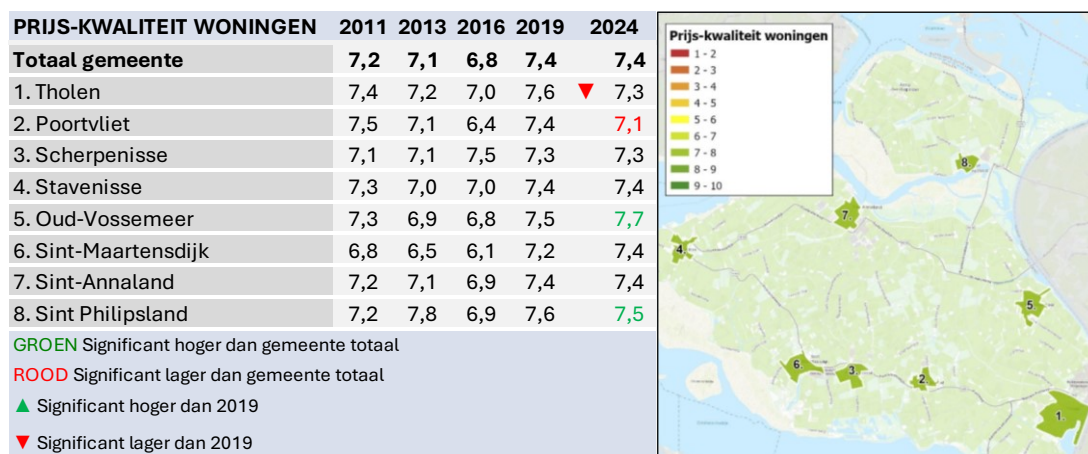 PRIJS-KWALITEIT WONINGEN 2011 2013 2016 2019 2024
Totaal gemeente 7,2 7,1 6,8 7,4 7,4
1. Tholen 7,4 7,2 7,0 7,6 ▼ 7,3
2. Poortvliet 7,5 7,1 6,4 7,4 7,1
3. Scherpenisse 7,1 7,1 7,5 7,3 7,3
4. Stavenisse 7,3 7,0 7,0 7,4 7,4
5. Oud-Vossemeer 7,3 6,9 6,8 7,5 7,7
6. Sint-Maartensdijk 6,8 6,5 6,1 7,2 7,4
7. Sint-Annaland 7,2 7,1 6,9 7,4 7,4
8. Sint Philipsland 7,2 7,8 6,9 7,6 7,5
GROEN Significant hoger dan gemeente totaal
ROOD Significant lager dan gemeente totaal
▲ Significant hoger dan 2019
▼ Significant lager dan 2019
Prijs-kwaliteit woningen
1 - 2
2 - 3
3 - 4
4 - 5
5 - 6
6 - 7
7 - 8
8 - 9
9 - 10
8.
7.
4.
5.
6.
3.
2.
1.